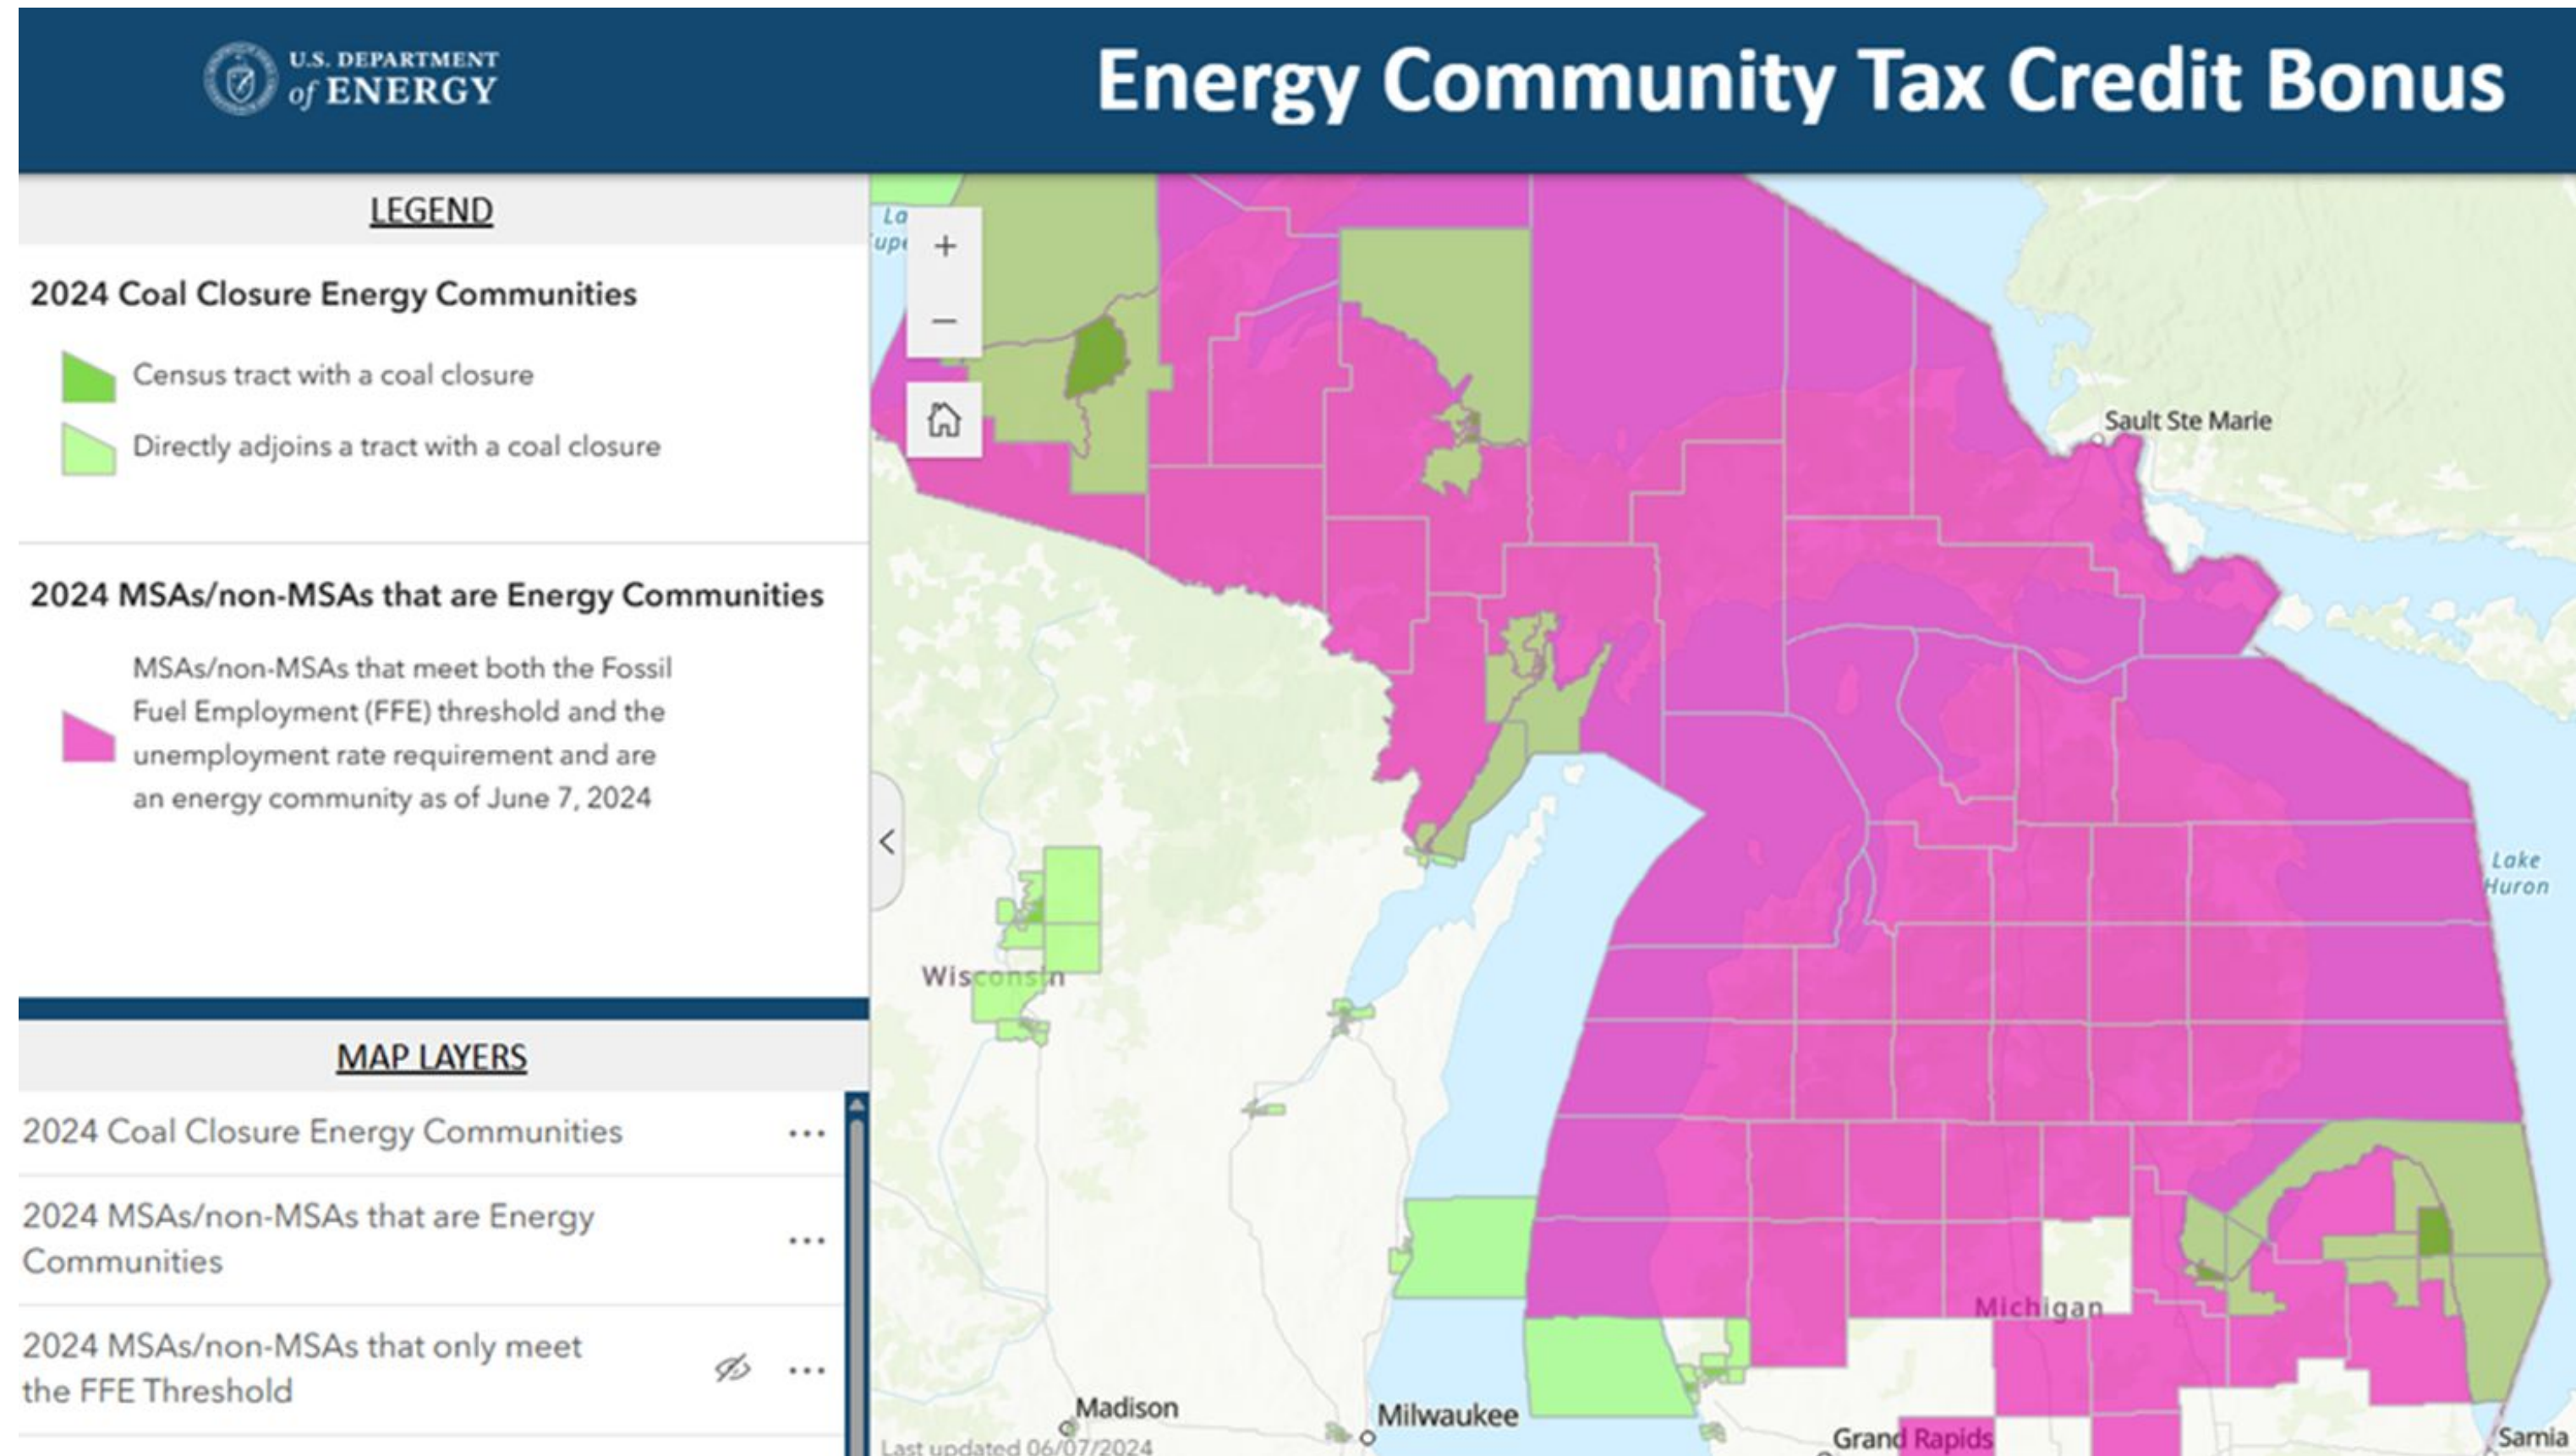 U.S. DEPARTMENT
of ENERGY
Energy Community Tax Credit Bonus
LEGEND
2024 Coal Closure Energy Communities
Census tract with a coal closure
Directly adjoins a tract with a coal closure
2024 MSAs/non-MSAs that are Energy Communities
MSAs/non-MSAs that meet both the Fossil
Fuel Employment (FFE) threshold and the
unemployment rate requirement and are
an energy community as of June 7, 2024
MAP LAYERS
2024 Coal Closure Energy Communities
2024 MSAs/non-MSAs that are Energy
Communities
2024 MSAs/non-MSAs that only meet
the FFE Threshold
Sault Ste Marie
Lake
Huron
Wisconsin
Michigan
Madison
Milwaukee
Grand Rapids
Sarnia
Last updated 06/07/2024